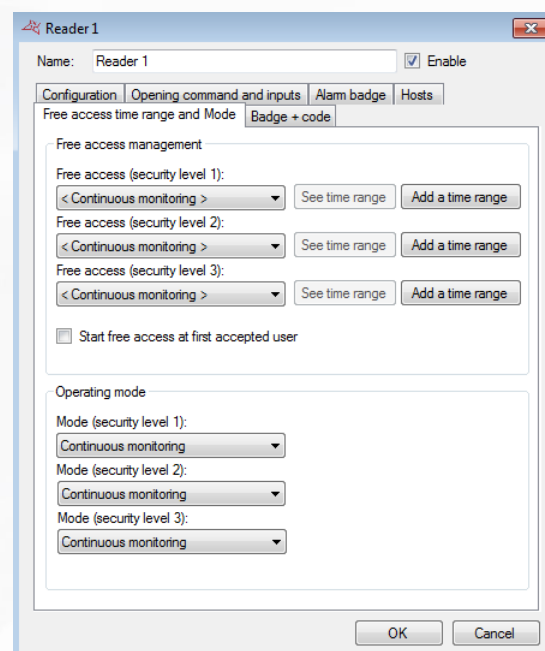 Reader 1
Name: Reader 1 Enable
Configuration Opening command and inputs Alarm badge Hosts
Free access time range and Mode Badge + code
Free access management
Free access (security level 1):
< Continuous monitoring > See time range Add a time range
Free access (security level 2):
< Continuous monitoring > See time range Add a time range
Free access (security level 3):
< Continuous monitoring > See time range Add a time range
Start free access at first accepted user
Operating mode
Mode (security level 1):
Continuous monitoring
Mode (security level 2):
Continuous monitoring
Mode (security level 3):
Continuous monitoring
OK Cancel